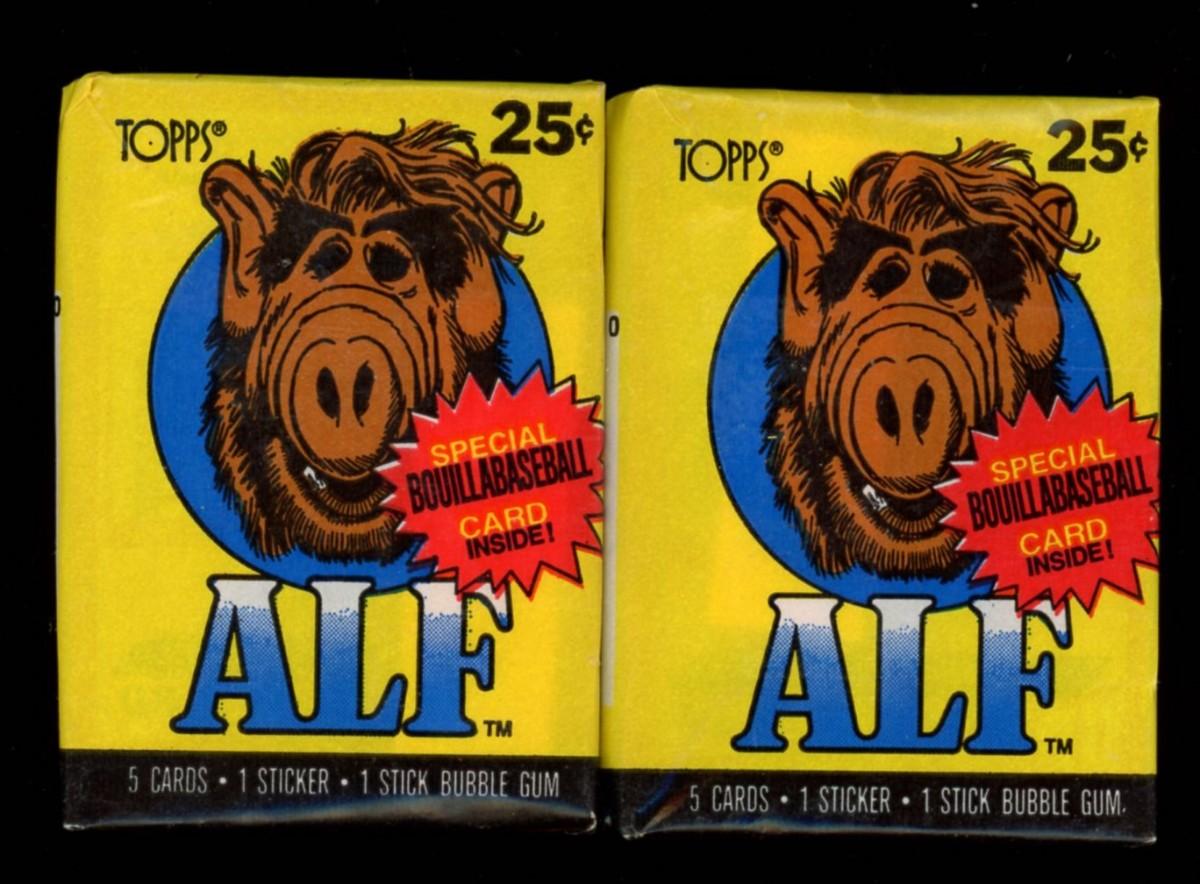 TOPPS®
25¢
SPECIAL
BOUILLABASEBALL
CARD
INSIDE!
ALF™
5 CARDS • 1 STICKER • 1 STICK BUBBLE GUM
TOPPS®
25¢
SPECIAL
BOUILLABASEBALL
CARD
INSIDE!
ALF™
5 CARDS • 1 STICKER • 1 STICK BUBBLE GUM